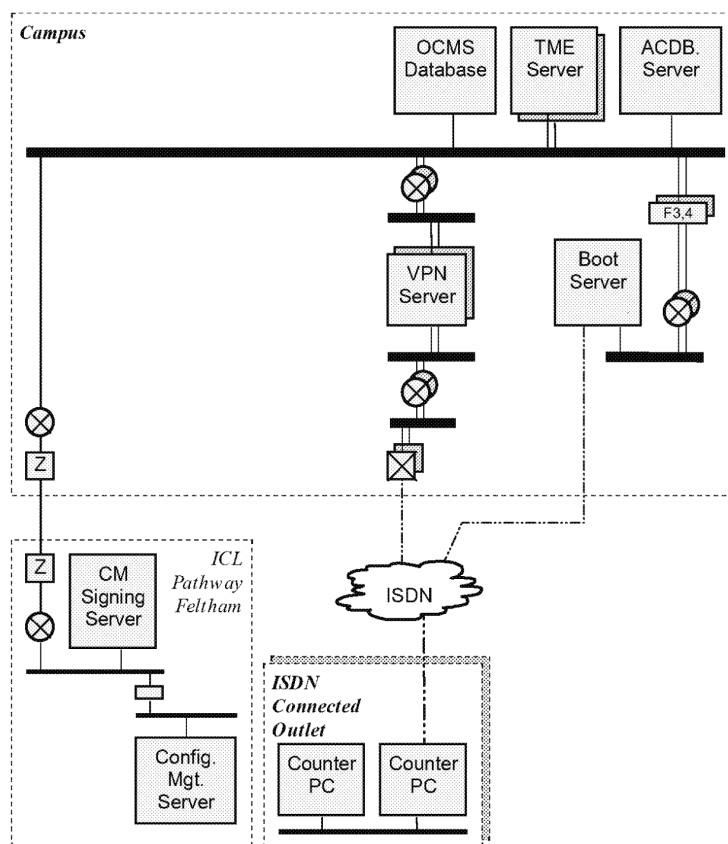 Campus
OCMS
Database
TME
Server
ACDB.
Server
F3,4
VPN
Server
Boot
Server
Z
Z
ICL
Pathway
Feltham
CM
Signing
Server
ISDN
ISDN
Connected
Outlet
Config.
Mgt.
Server
Counter
PC
Counter
PC